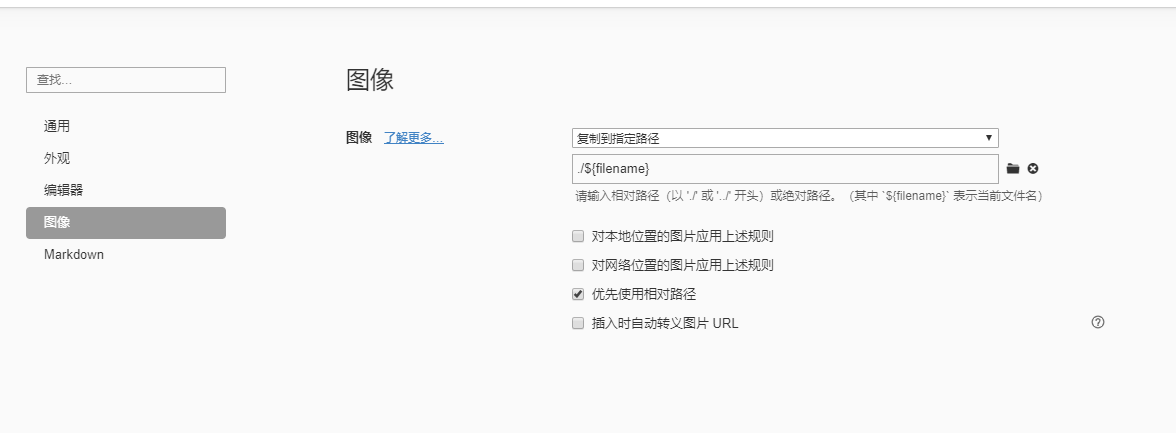 查找...
通用
外观
编辑器
图像
Markdown
图像
图像 了解更多...
复制到指定路径
./${filename}
请输入相对路径（以 './' 或 '../' 开头）或绝对路径。（其中 `${filename}` 表示当前文件名）
对本地位置的图片应用上述规则
对网络位置的图片应用上述规则
优先使用相对路径
插入时自动转义图片 URL